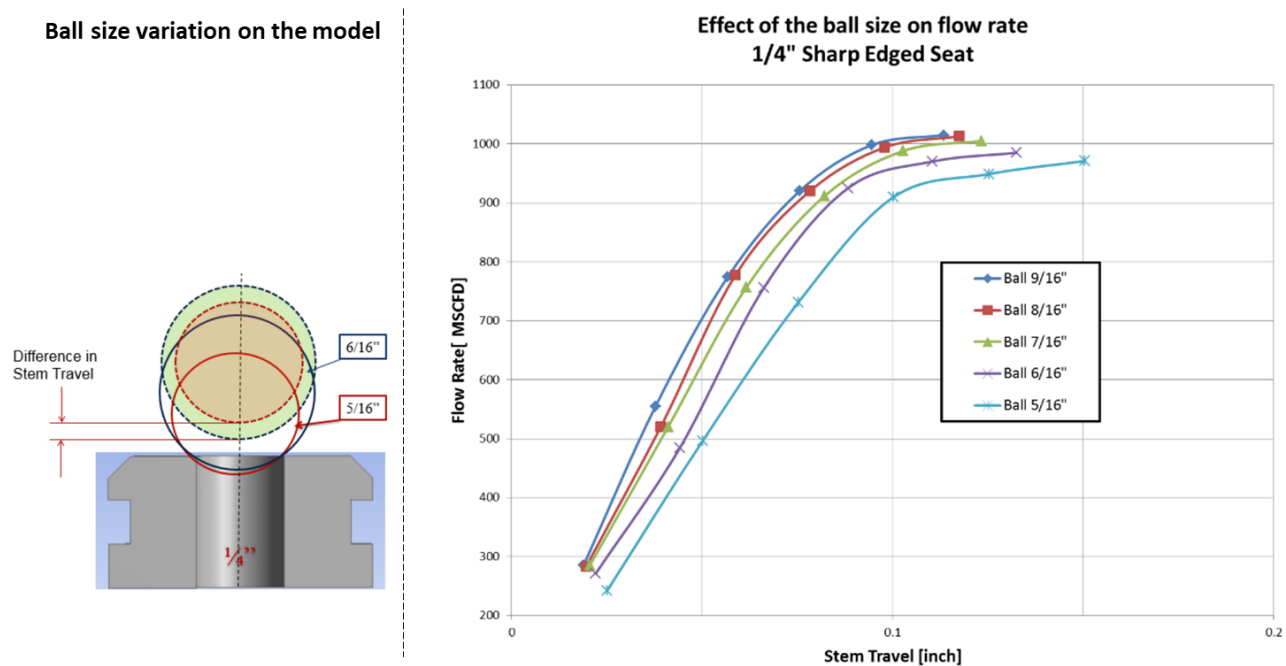 Ball size variation on the model
6/16”
Difference in
Stem Travel
5/16”
1/4”
Effect of the ball size on flow rate
1/4" Sharp Edged Seat
Flow Rate[ MSCFD]
1100
1000
900
800
700
600
500
400
300
200
0
0.1
0.2
Stem Travel [inch]
Ball 9/16"
Ball 8/16"
Ball 7/16"
Ball 6/16"
Ball 5/16"